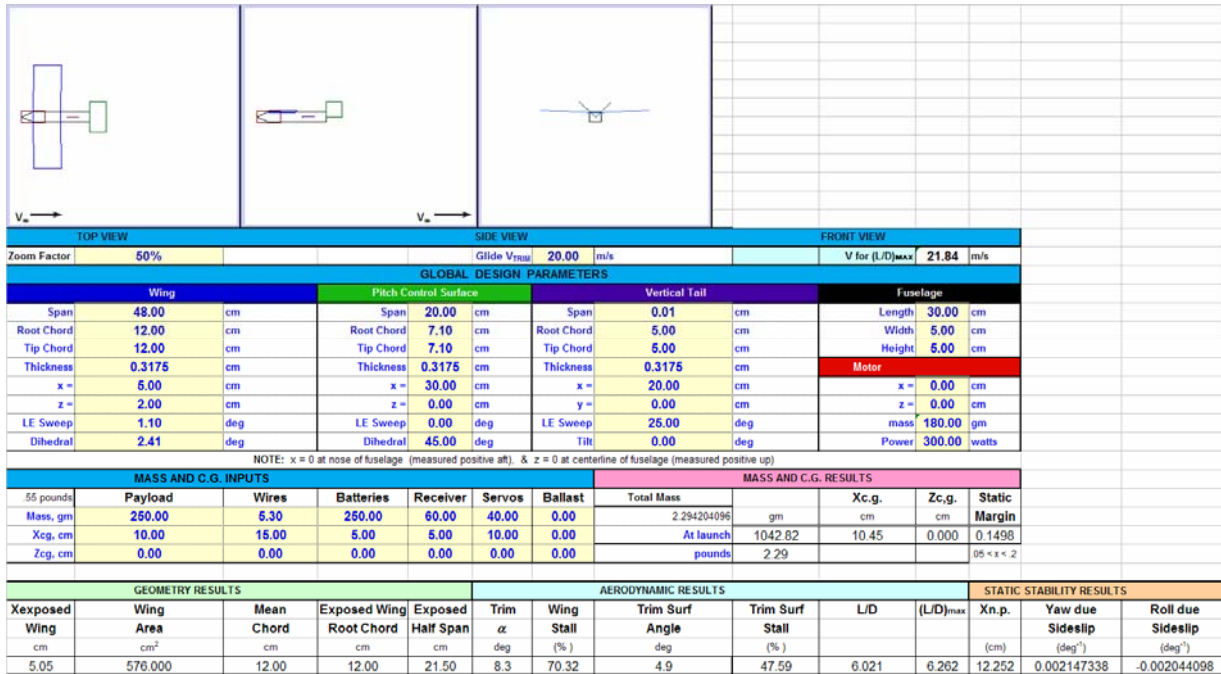 V∞ V∞
TOP VIEW SIDE VIEW FRONT VIEW
Zoom Factor 50% Glide VTRIM 20.00 m/s V for (L/D)MAX 21.84 m/s
GLOBAL DESIGN PARAMETERS
Wing Pitch Control Surface Vertical Tail Fuselage
Span 48.00 cm Span 20.00 cm Span 0.01 cm Length 30.00 cm
Root Chord 12.00 cm Root Chord 7.10 cm Root Chord 5.00 cm Width 5.00 cm
Tip Chord 12.00 cm Tip Chord 7.10 cm Tip Chord 5.00 cm Height 5.00 cm
Thickness 0.3175 cm Thickness 0.3175 cm Thickness 0.3175 cm Motor
x = 5.00 cm x = 30.00 cm x = 20.00 cm x = 0.00 cm
z = 2.00 cm z = 0.00 cm y = 0.00 cm z = 0.00 cm
LE Sweep 1.10 deg LE Sweep 0.00 deg LE Sweep 25.00 deg mass 180.00 gm
Dihedral 2.41 deg Dihedral 45.00 deg Tilt 0.00 deg Power 300.00 watts
NOTE: x = 0 at nose of fuselage (measured positive aft), & z = 0 at centerline of fuselage (measured positive up)
MASS AND C.G. INPUTS MASS AND C.G. RESULTS
.55 pounds Payload Wires Batteries Receiver Servos Ballast Total Mass Xc.g. Zc,g. Static
Mass, gm 250.00 5.30 250.00 60.00 40.00 0.00 2.294204096 gm cm cm Margin
Xcg, cm 10.00 15.00 5.00 5.00 10.00 0.00 At launch 1042.82 10.45 0.000 0.1498
Zcg, cm 0.00 0.00 0.00 0.00 0.00 0.00 pounds 2.29 .05 < x < .2
GEOMETRY RESULTS AERODYNAMIC RESULTS STATIC STABILITY RESULTS
Xexposed Wing Mean Exposed Wing Exposed Trim Wing Trim Surf Trim Surf L/D (L/D)max Xn.p. Yaw due Roll due
Wing Area Chord Root Chord Half Span α Stall Angle Stall Sideslip Sideslip
cm cm² cm cm cm deg (% ) deg (% ) (cm) (deg⁻¹) (deg⁻¹)
5.05 576.000 12.00 12.00 21.50 8.3 70.32 4.9 47.59 6.021 6.262 12.252 0.002147338 -0.002044098